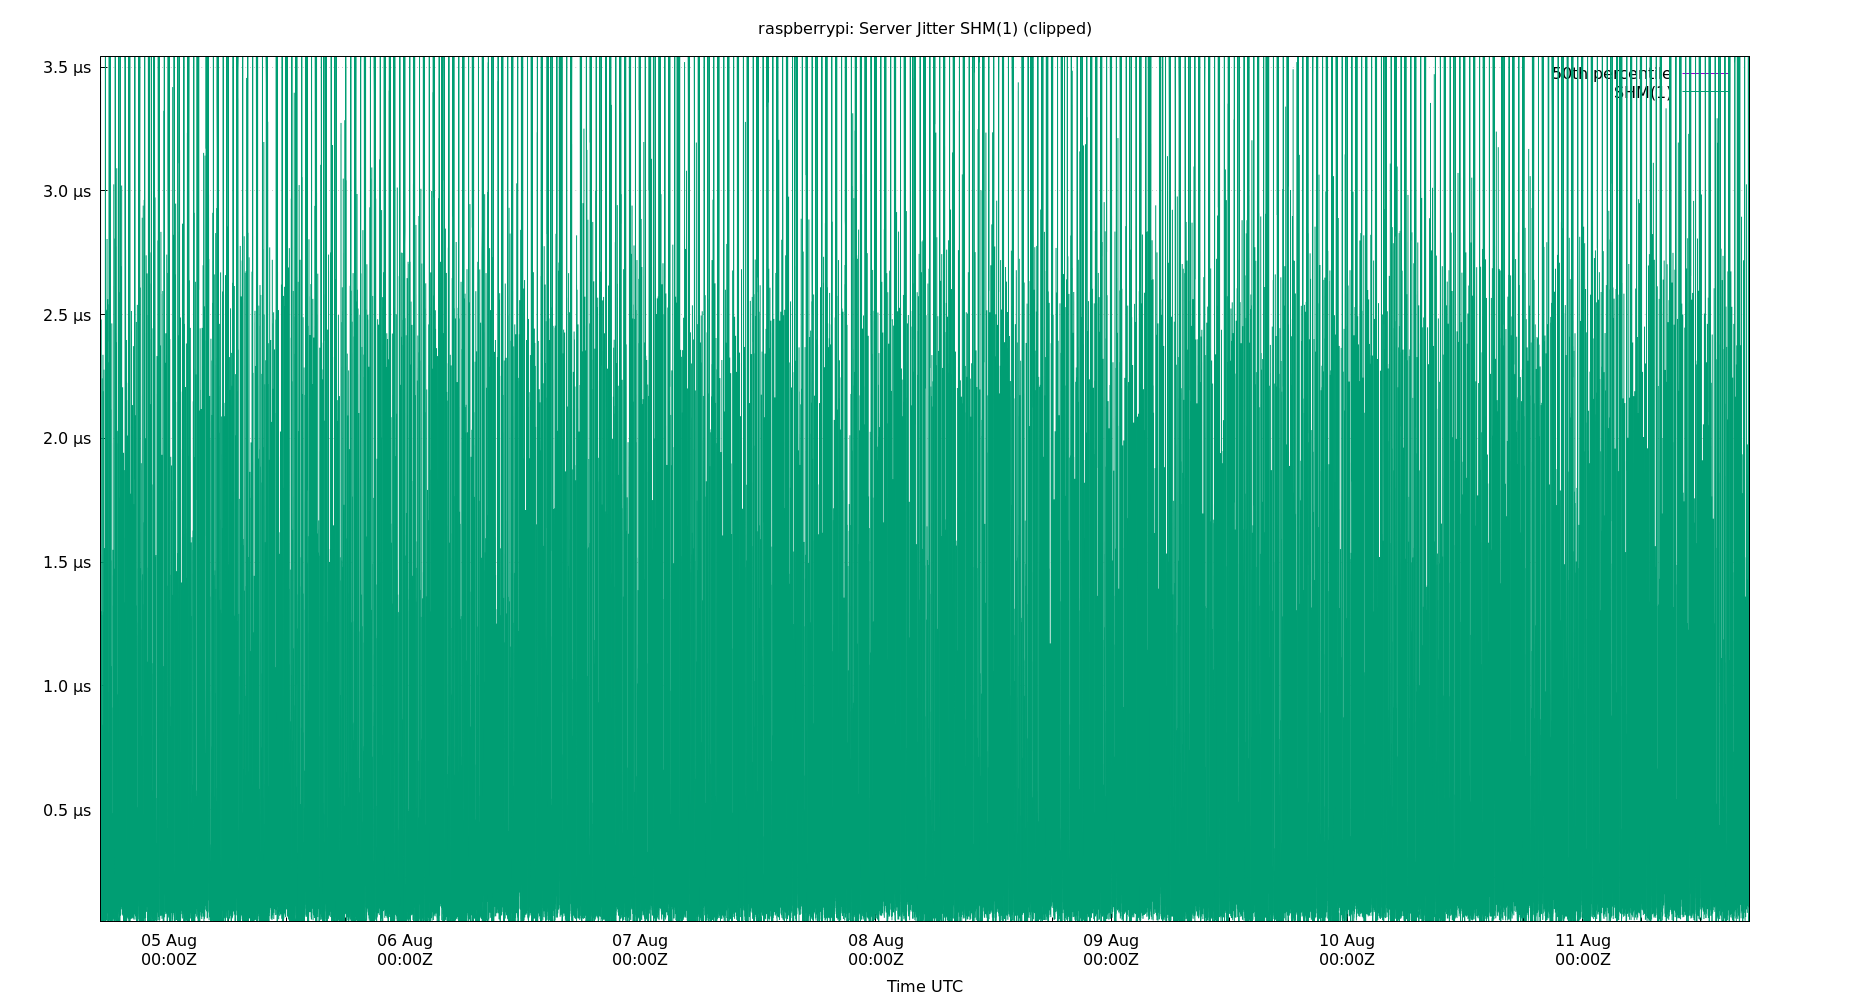 raspberrypi: Server Jitter SHM(1) (clipped)
3.5 μs
50th percentile
SHM(1)
3.0 μs
2.5 μs
2.0 μs
1.5 μs
1.0 μs
0.5 μs
05 Aug 06 Aug 07 Aug 08 Aug 09 Aug 10 Aug 11 Aug
00:00Z 00:00Z 00:00Z 00:00Z 00:00Z 00:00Z 00:00Z
Time UTC